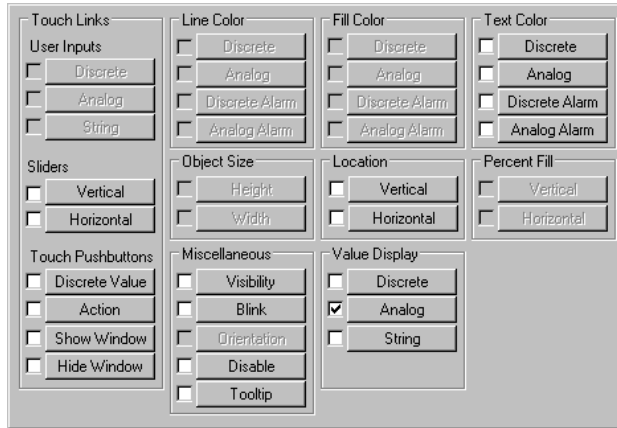 Touch Links
User Inputs
Discrete
Analog
String
Sliders
Vertical
Horizontal
Touch Pushbuttons
Discrete Value
Action
Show Window
Hide Window
Line Color
Discrete
Analog
Discrete Alarm
Analog Alarm
Object Size
Height
Width
Miscellaneous
Visibility
Blink
Orientation
Disable
Tooltip
Fill Color
Discrete
Analog
Discrete Alarm
Analog Alarm
Location
Vertical
Horizontal
Value Display
Discrete
Analog
String
Text Color
Discrete
Analog
Discrete Alarm
Analog Alarm
Percent Fill
Vertical
Horizontal